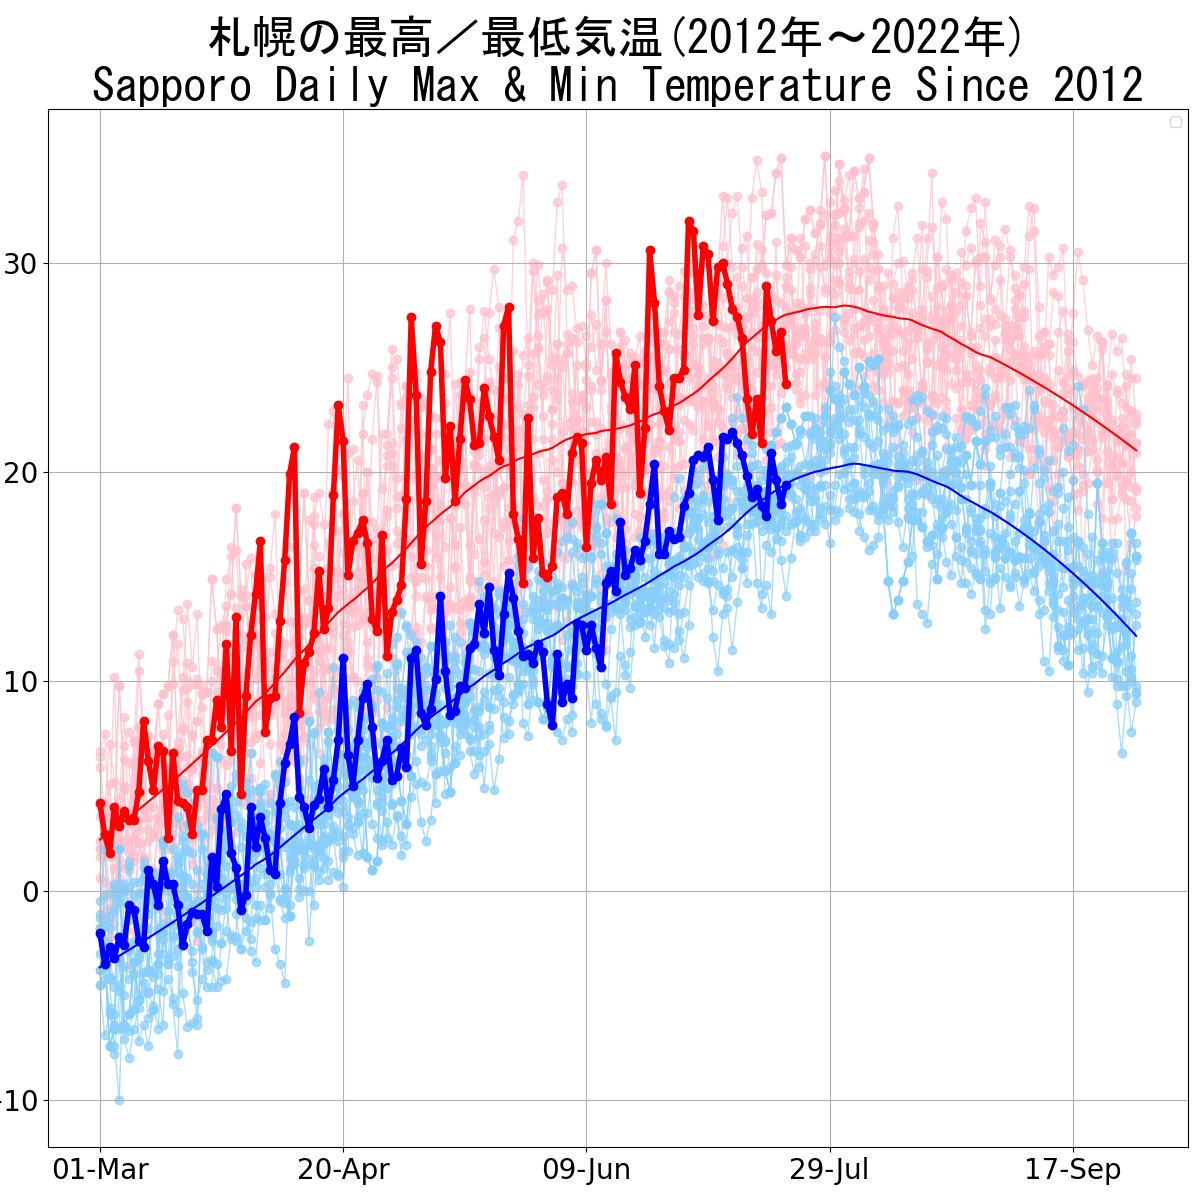 札幌の最高／最低気温(2012年～2022年)
Sapporo Daily Max & Min Temperature Since 2012
30
20
10
0
-10
01-Mar 20-Apr 09-Jun 29-Jul 17-Sep